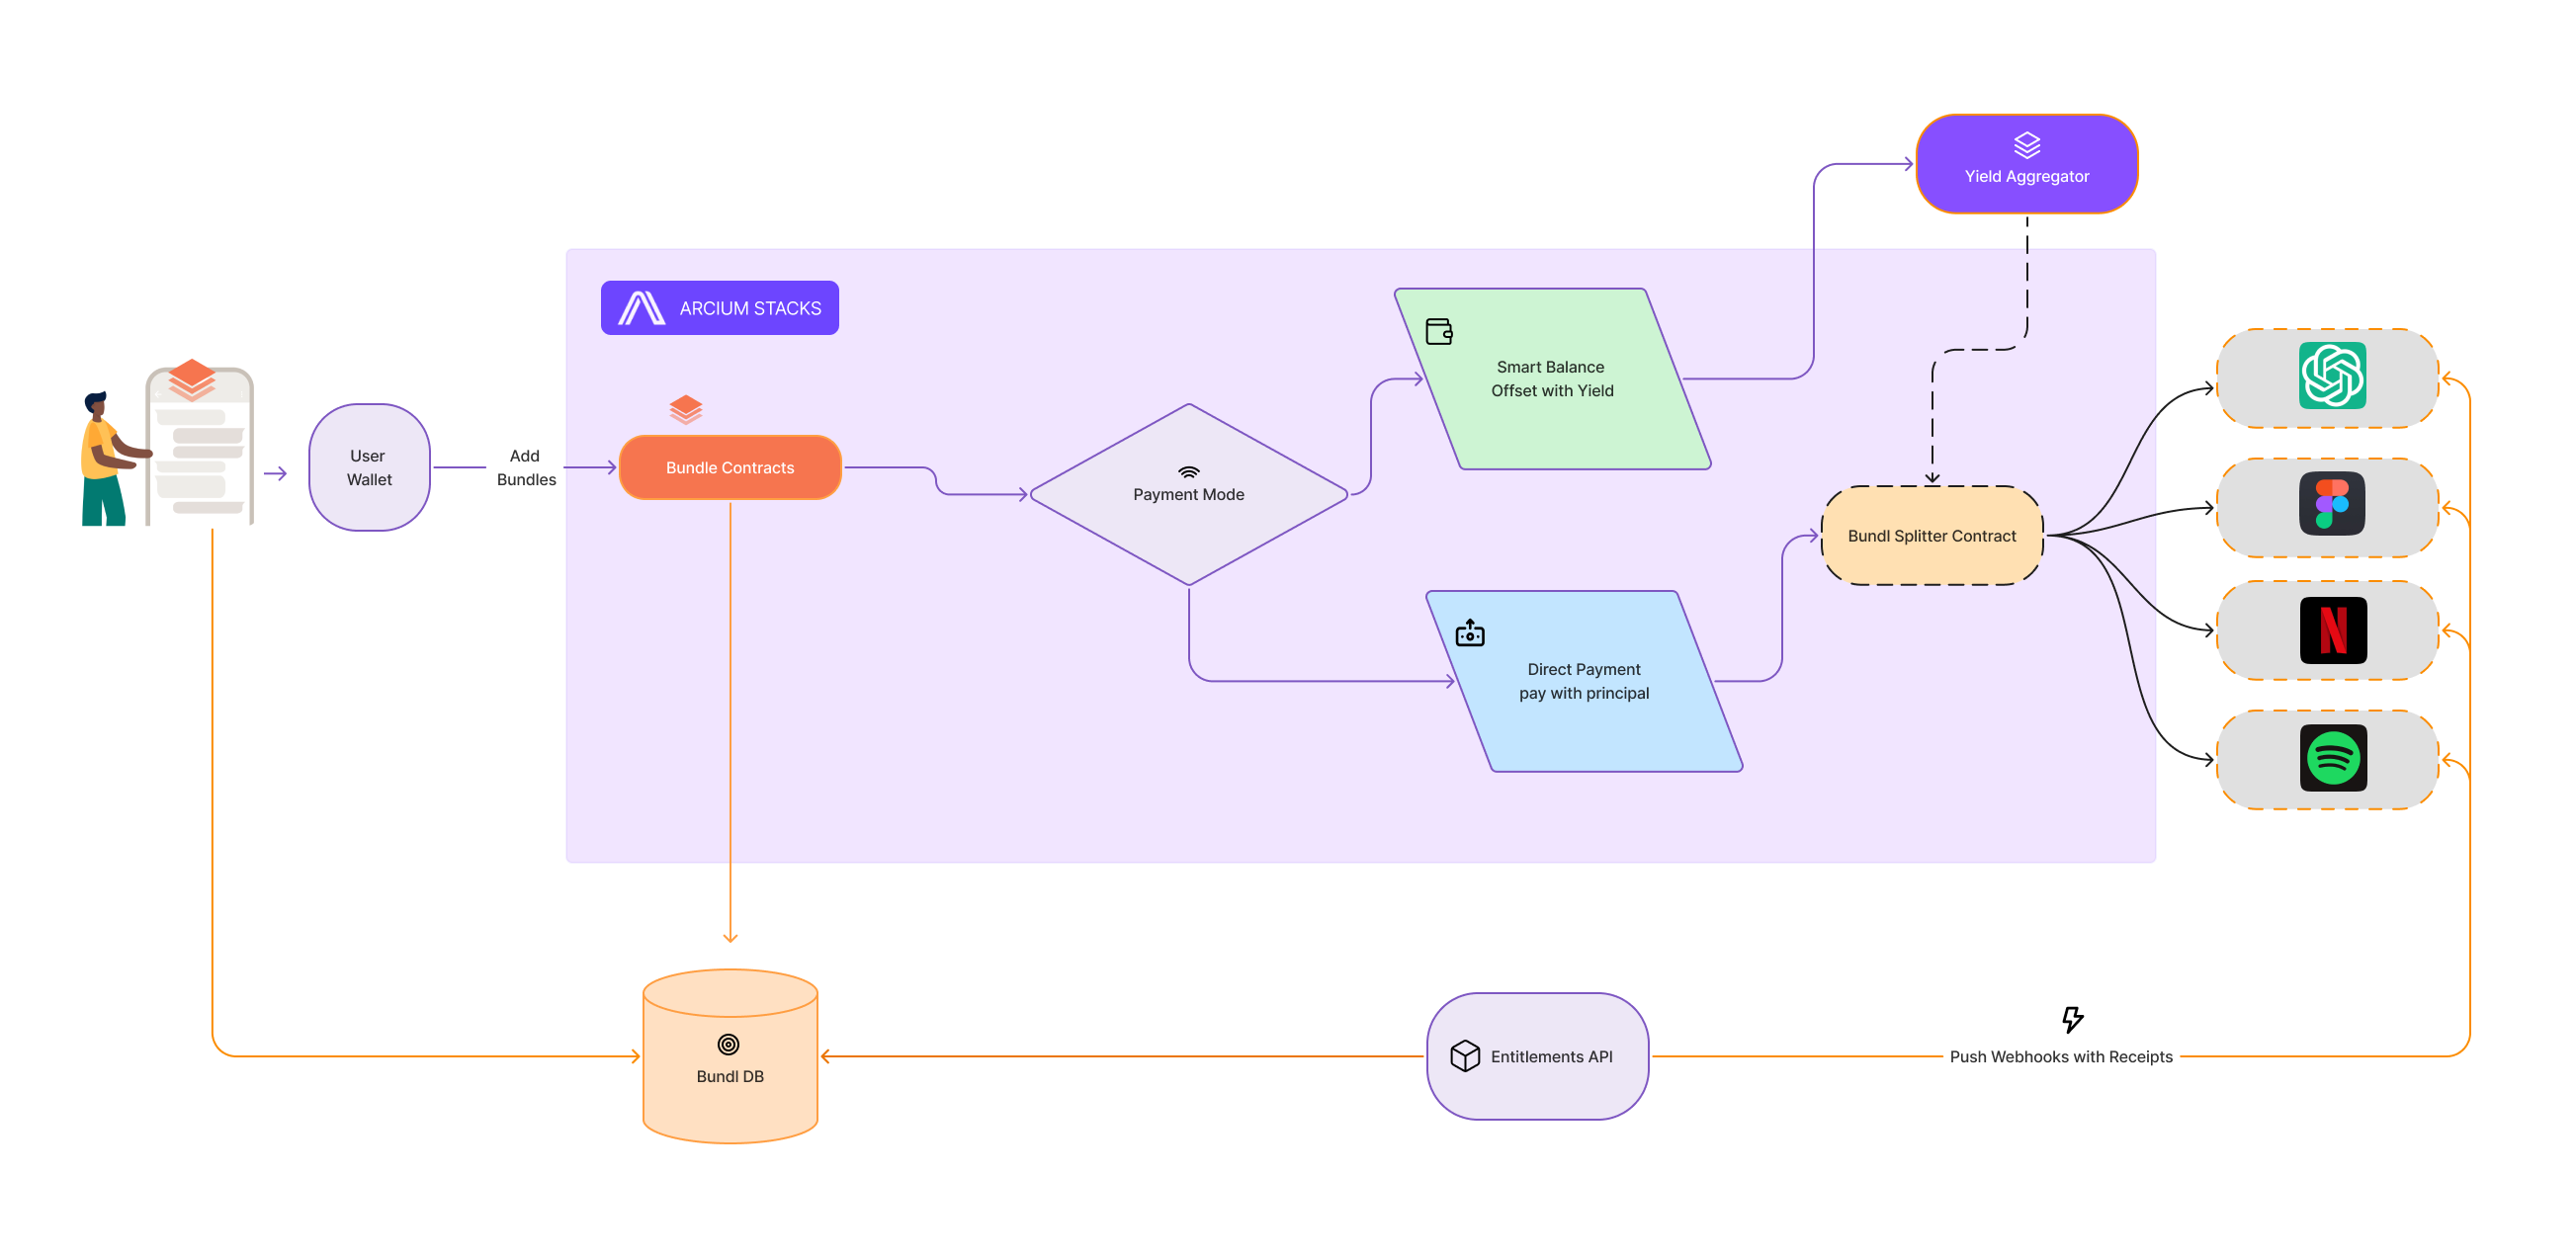 Yield Aggregator
ARCIUM STACKS
Smart Balance
Offset with Yield
User
Wallet
Add
Bundles
Bundle Contracts
Payment Mode
Bundl Splitter Contract
Direct Payment
pay with principal
N
Bundl DB
Entitlements API
Push Webhooks with Receipts